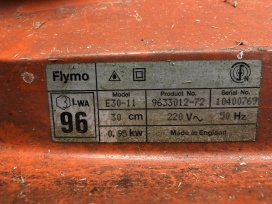 Flymo
LWA
96
Model
E30-11
Product No.
9633012-72
Serial No.
10400769
30 cm
220 V~
50 Hz
0,95 kw
Made in England